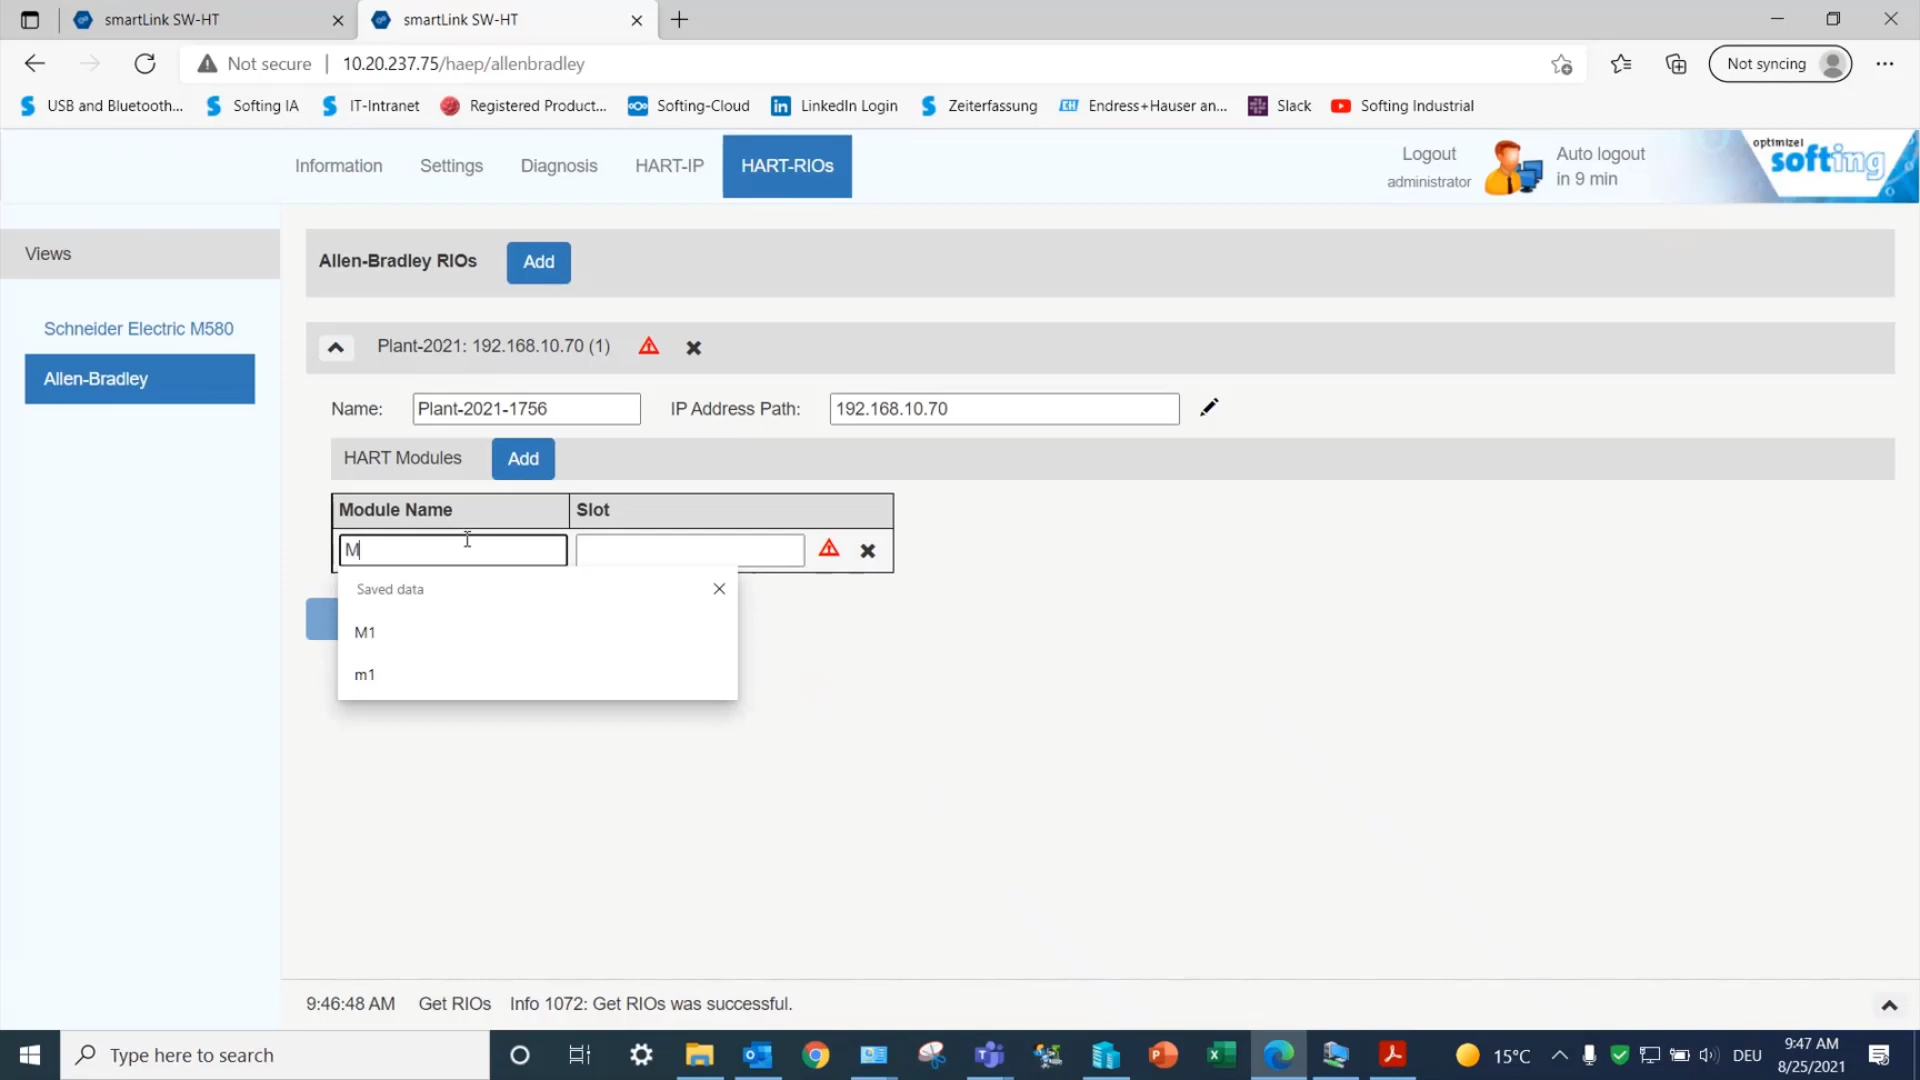 smartLink SW-HT
smartLink SW-HT
Not secure
10.20.237.75/haep/allenbradley
Not syncing
USB and Bluetooth...
Softing IA
IT-Intranet
Registered Product...
Softing-Cloud
LinkedIn Login
Zeiterfassung
Endress+Hauser an...
Slack
Softing Industrial
Information
Settings
Diagnosis
HART-IP
HART-RIOs
Logout
administrator
Auto logout
in 9 min
optimize!
softing
Views
Schneider Electric M580
Allen-Bradley
Allen-Bradley RIOs
Add
Plant-2021: 192.168.10.70 (1)
Name:
Plant-2021-1756
IP Address Path:
192.168.10.70
HART Modules
Add
Module Name
Slot
M
Saved data
M1
m1
9:46:48 AM
Get RIOs
Info 1072: Get RIOs was successful.
Type here to search
15°C
DEU
9:47 AM
8/25/2021